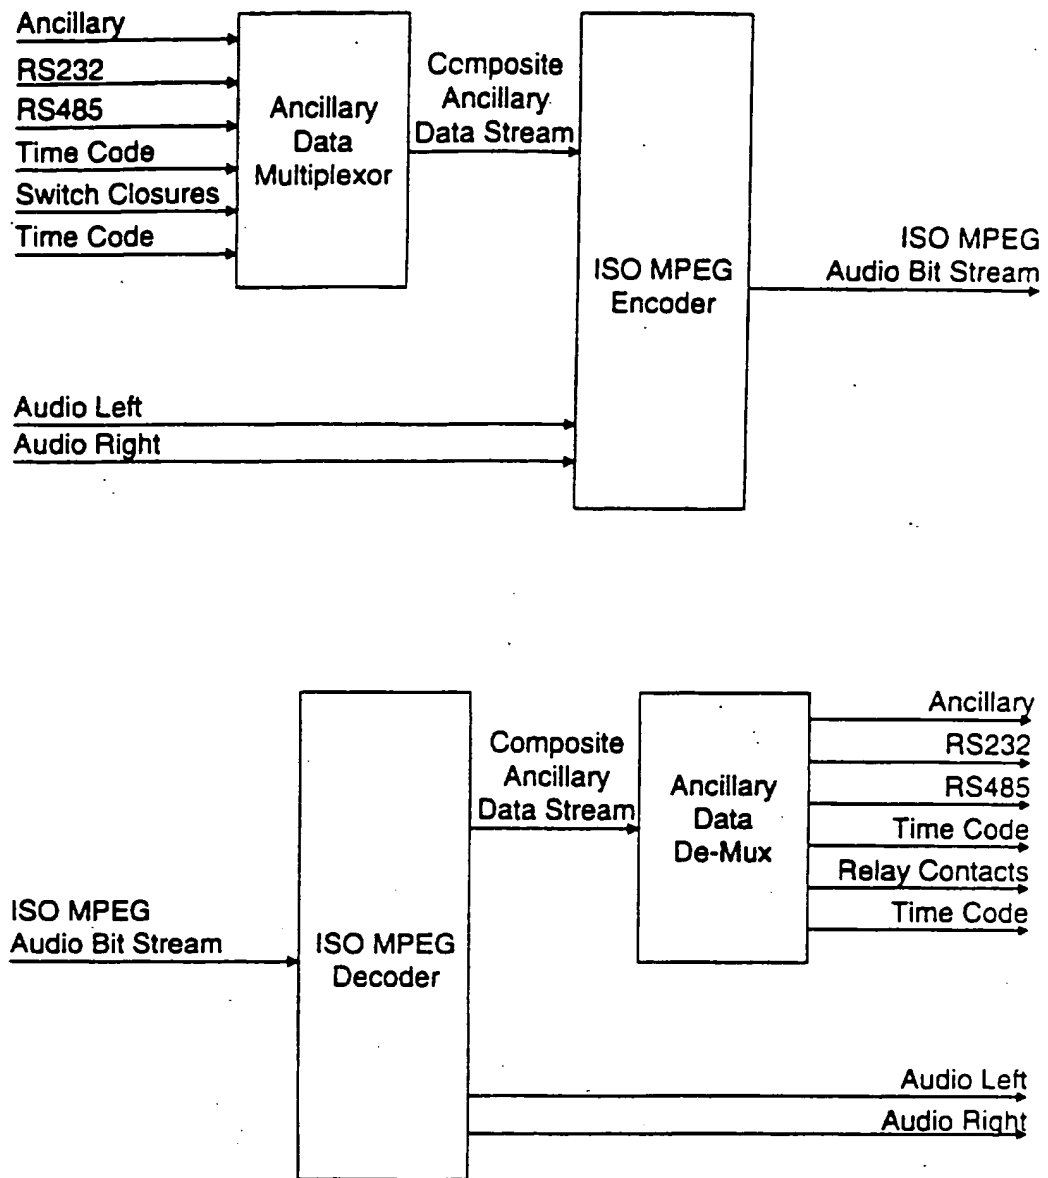 Ancillary
RS232
RS485
Time Code
Switch Closures
Time Code
Ancillary
Data
Multiplexor
Composite
Ancillary
Data Stream
ISO MPEG
Encoder
ISO MPEG
Audio Bit Stream
Audio Left
Audio Right
ISO MPEG
Audio Bit Stream
ISO MPEG
Decoder
Composite
Ancillary
Data Stream
Ancillary
Data
De-Mux
Ancillary
RS232
RS485
Time Code
Relay Contacts
Time Code
Audio Left
Audio Right